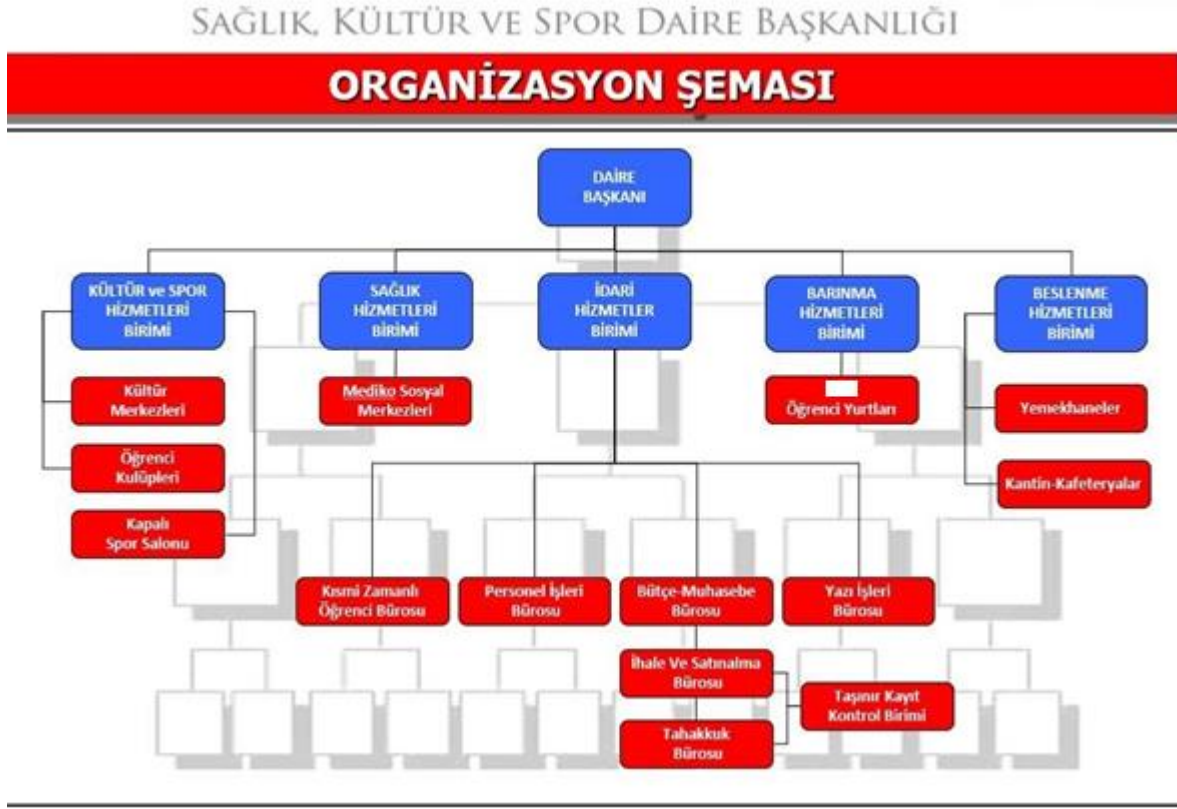 SAĞLIK, KÜLTÜR VE SPOR DAİRE BAŞKANLIĞI
ORGANİZASYON ŞEMASI
DAİRE
BAŞKANI
KÜLTÜR ve SPOR
HİZMETLERİ
BİRİMİ
SAĞLIK
HİZMETLERİ
BİRİMİ
İDARİ
HİZMETLER
BİRİMİ
BARINMA
HİZMETLERİ
BİRİMİ
BESLENME
HİZMETLERİ
BİRİMİ
Kültür
Merkezleri
Öğrenci
Kulüpleri
Kapalı
Spor Salonu
Mediko Sosyal
Merkezleri
Öğrenci Yurtları
Yemekhaneler
Kantin-Kafeteryalar
Kısmi Zamanlı
Öğrenci Bürosu
Personel İşleri
Bürosu
Bütçe-Muhasebe
Bürosu
Yazı İşleri
Bürosu
İhale Ve Satınalma
Bürosu
Taşınır Kayıt
Kontrol Birimi
Tahakkuk
Bürosu